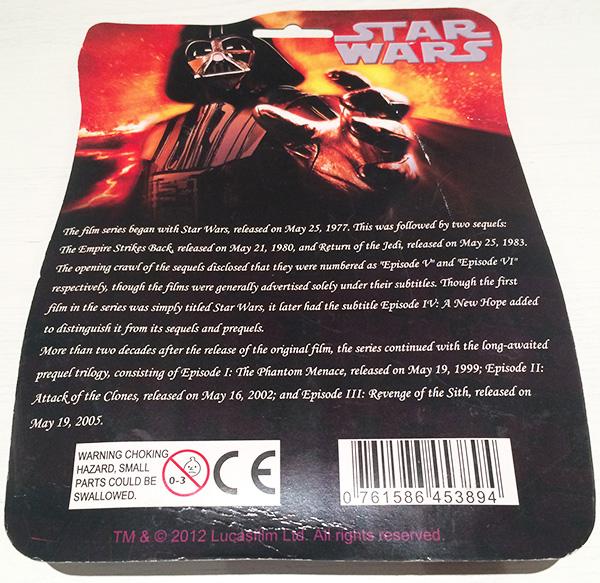 STAR
WARS
The film series began with Star Wars, released on May 25, 1977. This was followed by two sequels:
The Empire Strikes Back, released on May 21, 1980, and Return of the Jedi, released on May 25, 1983.
The opening crawl of the sequels disclosed that they were numbered as "Episode V" and "Episode VI"
respectively, though the films were generally advertised solely under their subtitles. Though the first
film in the series was simply titled Star Wars, it later had the subtitle Episode IV: A New Hope added
to distinguish it from its sequels and prequels.
More than two decades after the release of the original film, the series continued with the long-awaited
prequel trilogy, consisting of Episode I: The Phantom Menace, released on May 19, 1999; Episode II:
Attack of the Clones, released on May 16, 2002; and Episode III: Revenge of the Sith, released on
May 19, 2005.
WARNING CHOKING
HAZARD, SMALL
PARTS COULD BE
SWALLOWED.
0-3
CE
0 761586 453894
TM & © 2012 Lucasfilm Ltd. All rights reserved.